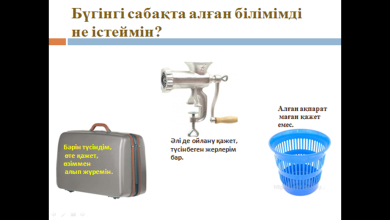 Бүгінгі сабақта алған білімімді
не істеймін?
Алған ақпарат
маған қажет
емес.
Әлі де ойлану қажет,
түсінбеген жерлерім
бар.
Бәрін түсіндім,
өте қажет,
өзіммен
алып жүремін.